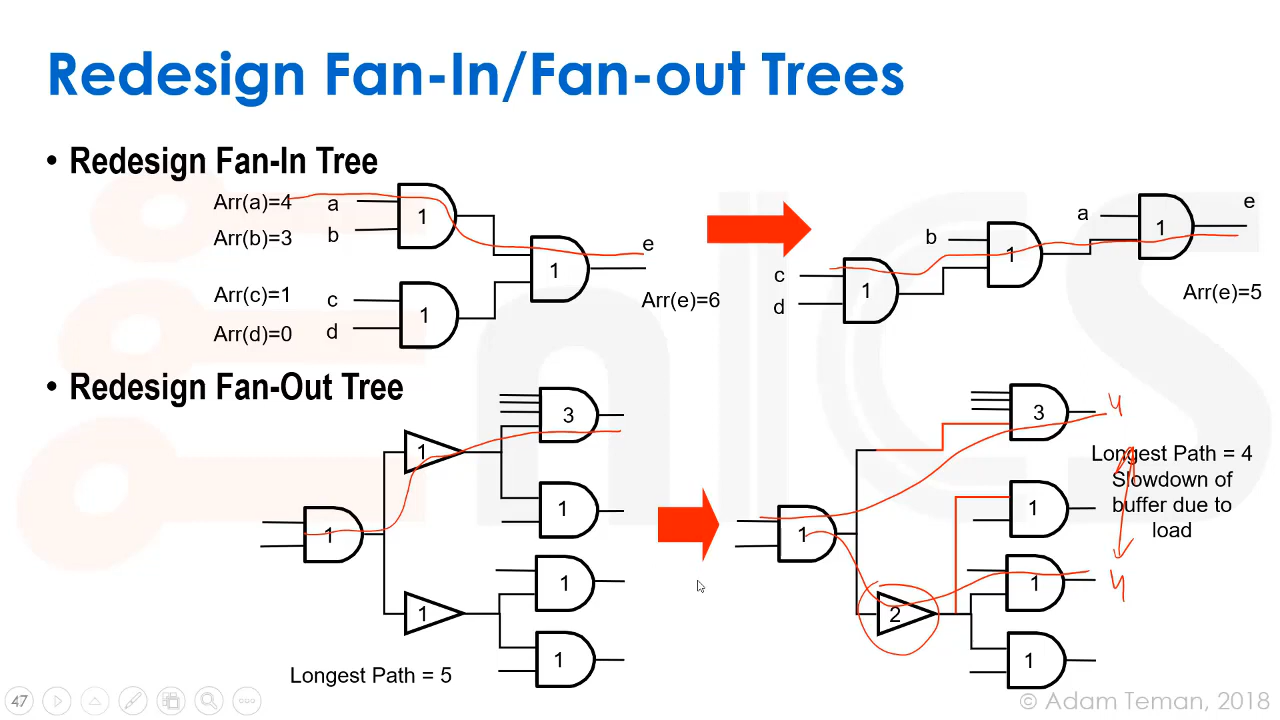 Redesign Fan-In/Fan-out Trees
• Redesign Fan-In Tree
Arr(a)=4 a 1
Arr(b)=3 b
1 e
Arr(c)=1 c 1
Arr(d)=0 d
Arr(e)=6
a 1 e
b 1
c 1
d
Arr(e)=5
• Redesign Fan-Out Tree
1
1 3
1
1 1
1
Longest Path = 5
1
3 4
1
2 1 4
1
Longest Path = 4
Slowdown of
buffer due to
load
47
© Adam Teman, 2018